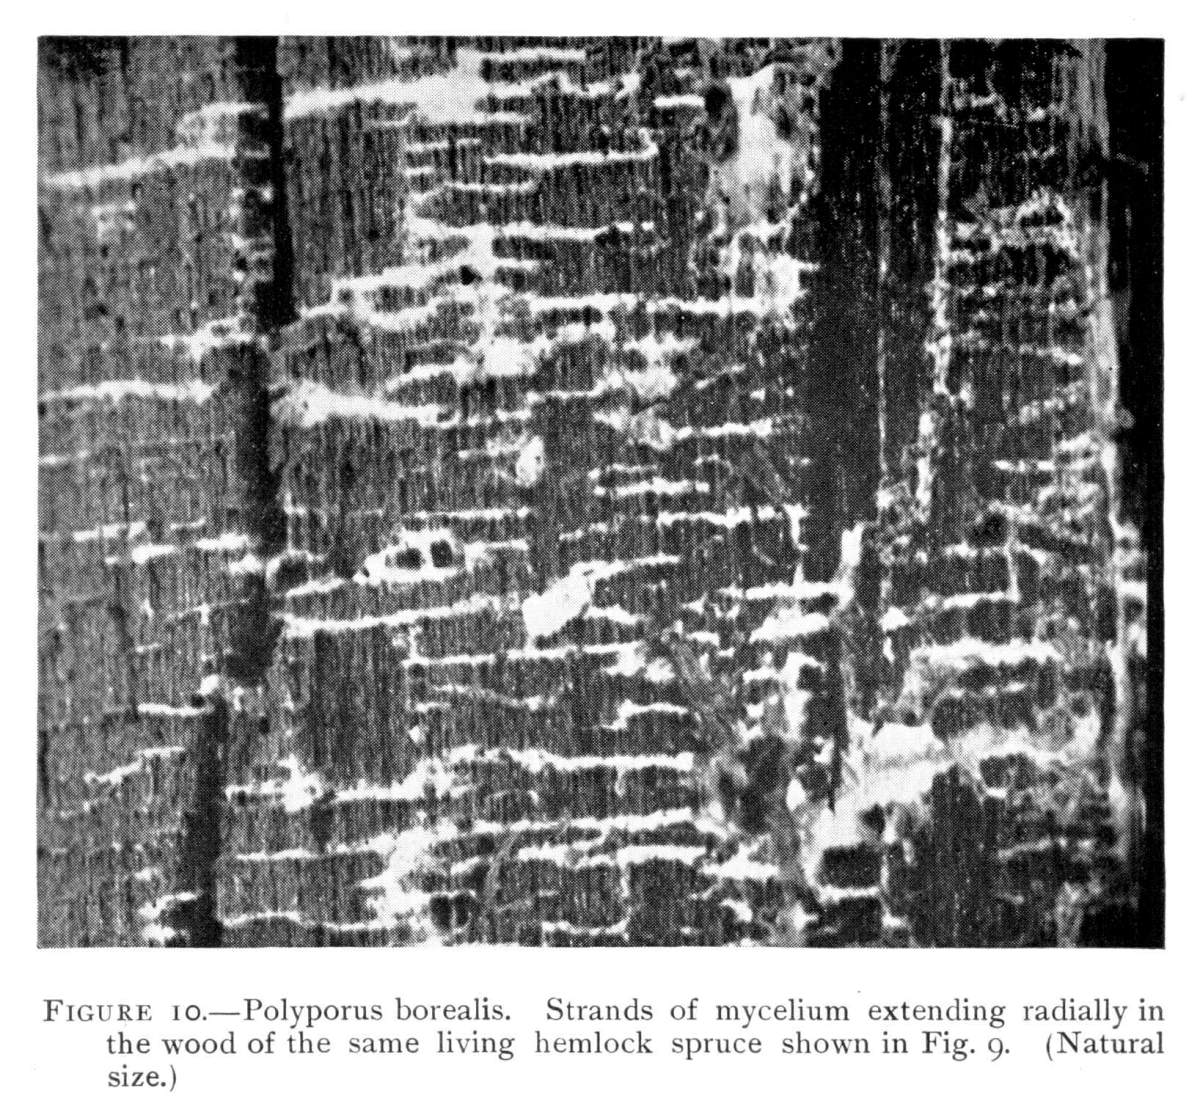 FIGURE 10.—Polyporus borealis. Strands of mycelium extending radially in
the wood of the same living hemlock spruce shown in Fig. 9. (Natural
size.)